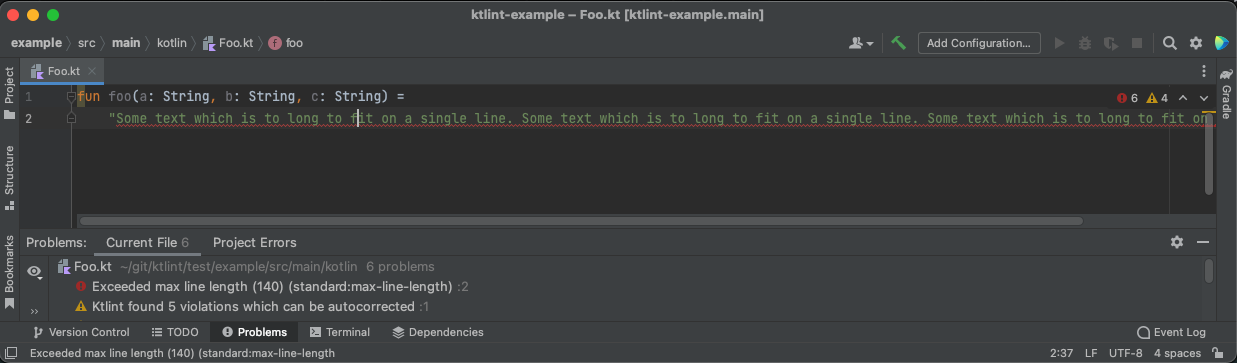 ktlint-example – Foo.kt [ktlint-example.main]
example src main kotlin Foo.kt f foo Add Configuration...
Project Foo.kt Gradle
1 fun foo(a: String, b: String, c: String) = 6 4
2 "Some text which is to long to fit on a single line. Some text which is to long to fit on a single line. Some text which is to long to fit on
Structure
Bookmarks
Problems: Current File 6 Project Errors
Foo.kt ~/git/ktlint/test/example/src/main/kotlin 6 problems
Exceeded max line length (140) (standard:max-line-length) :2
Ktlint found 5 violations which can be autocorrected :1
Version Control TODO Problems Terminal Dependencies Event Log
Exceeded max line length (140) (standard:max-line-length 2:37 LF UTF-8 4 spaces